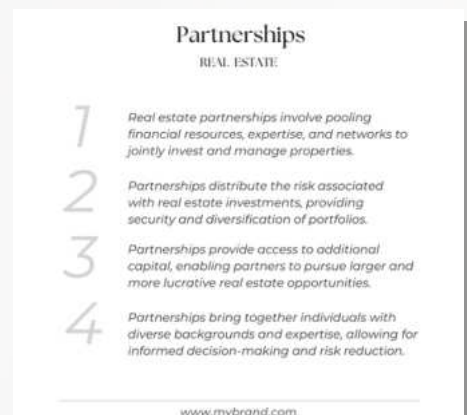 Partnerships
REAL ESTATE
1
Real estate partnerships involve pooling
financial resources, expertise, and networks to
jointly invest and manage properties.
2
Partnerships distribute the risk associated
with real estate investments, providing
security and diversification of portfolios.
3
Partnerships provide access to additional
capital, enabling partners to pursue larger and
more lucrative real estate opportunities.
4
Partnerships bring together individuals with
diverse backgrounds and expertise, allowing for
informed decision-making and risk reduction.
www.mybrand.com